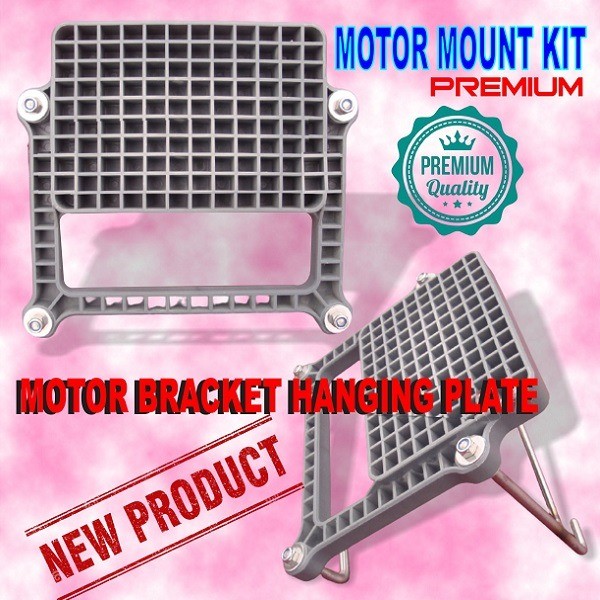 MOTOR MOUNT KIT
PREMIUM
PREMIUM
Quality
MOTOR BRACKET HANGING PLATE
NEW PRODUCT